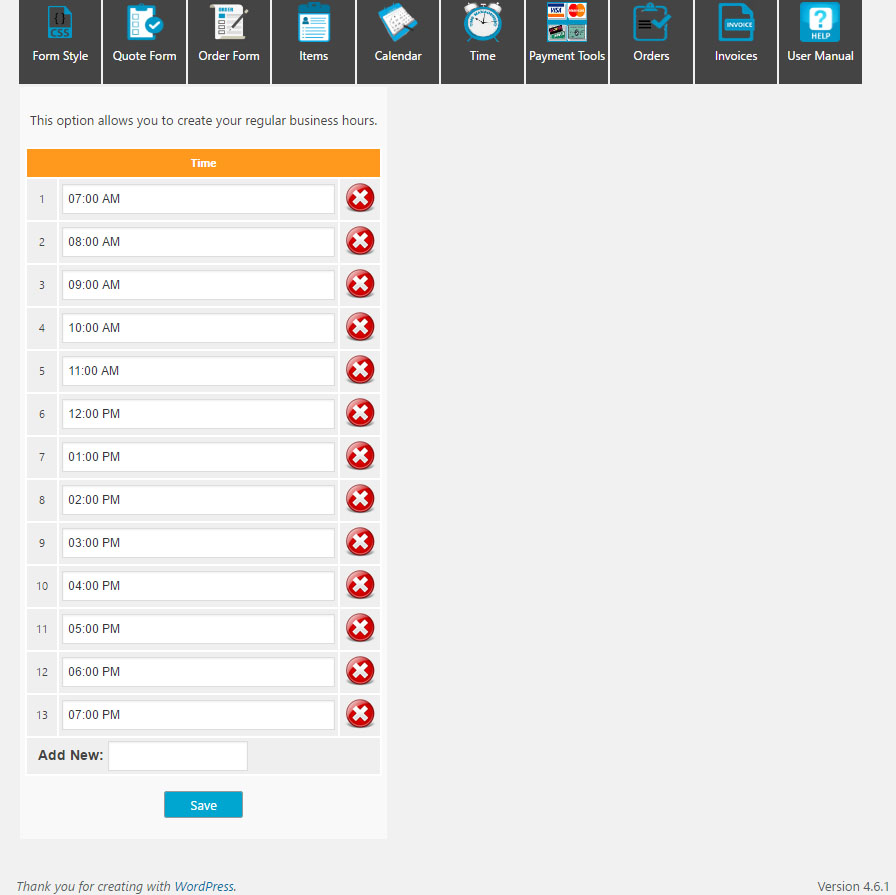 CSS
ORDER
VISA
INVOICE
?
HELP
Form Style
Quote Form
Order Form
Items
Calendar
Time
Payment Tools
Orders
Invoices
User Manual
This option allows you to create your regular business hours.
Time
1 07:00 AM
2 08:00 AM
3 09:00 AM
4 10:00 AM
5 11:00 AM
6 12:00 PM
7 01:00 PM
8 02:00 PM
9 03:00 PM
10 04:00 PM
11 05:00 PM
12 06:00 PM
13 07:00 PM
Add New:
Save
Thank you for creating with WordPress.
Version 4.6.1